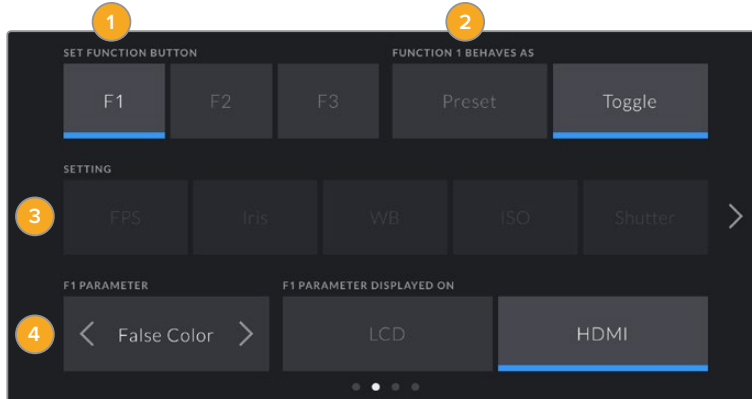 1 2
SET FUNCTION BUTTON FUNCTION 1 BEHAVES AS
F1 F2 F3 Preset Toggle
SETTING
3 FPS Iris WB ISO Shutter
F1 PARAMETER F1 PARAMETER DISPLAYED ON
4 False Color LCD HDMI